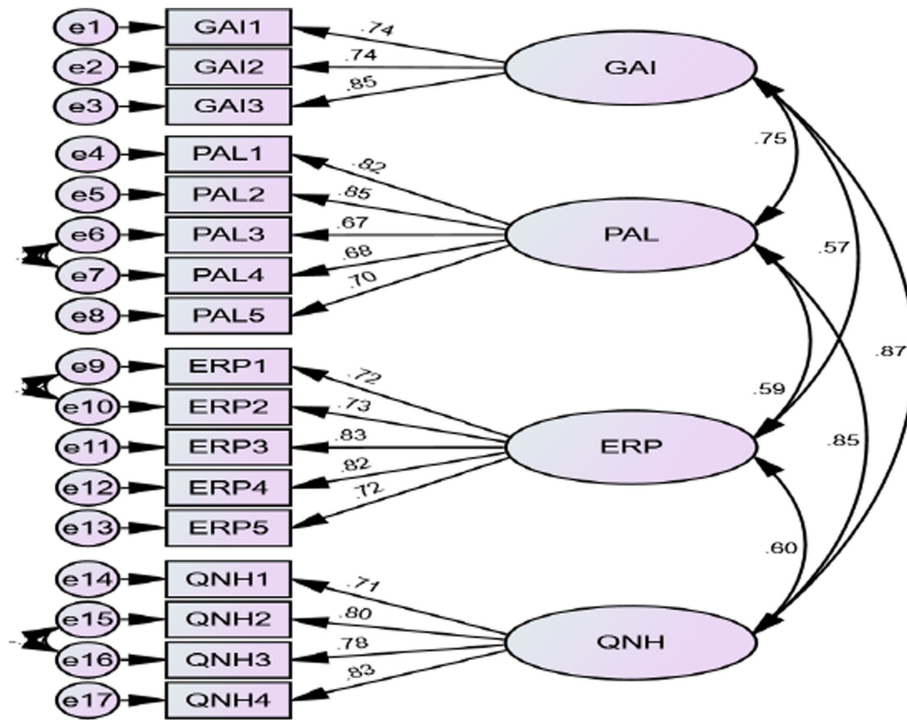 e1 GAI1 .74
e2 GAI2 .74 GAI
e3 GAI3 .85
.75
e4 PAL1 .82
e5 PAL2 .85
e6 PAL3 .67 PAL
.57
e7 PAL4 .68
e8 PAL5 .70
.87
e9 ERP1 .72
.59
e10 ERP2 .73
e11 ERP3 .83 ERP
.85
e12 ERP4 .82
e13 ERP5 .72
.60
e14 QNH1 .71
e15 QNH2 .80
QNH
e16 QNH3 .78
e17 QNH4 .83